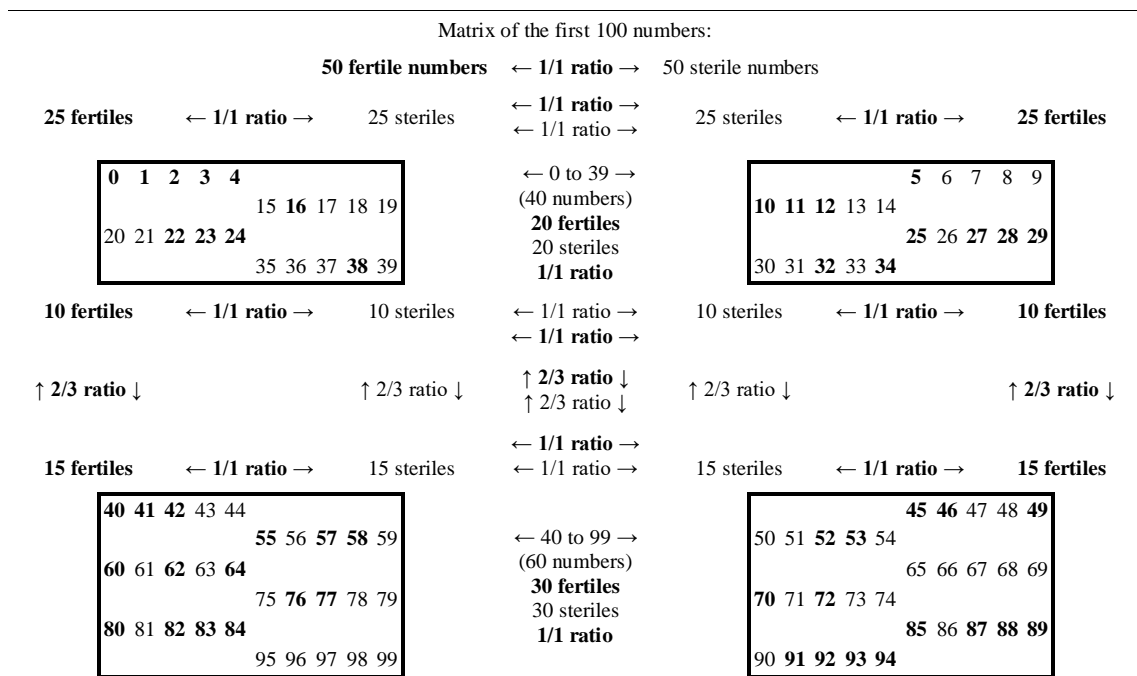 Matrix of the first 100 numbers:
50 fertile numbers ← 1/1 ratio → 50 sterile numbers
25 fertiles ← 1/1 ratio → 25 steriles ← 1/1 ratio → ← 1/1 ratio → 25 steriles ← 1/1 ratio → 25 fertiles
0 1 2 3 4
15 16 17 18 19
20 21 22 23 24
35 36 37 38 39
← 0 to 39 →
(40 numbers)
20 fertiles
20 steriles
1/1 ratio
5 6 7 8 9
10 11 12 13 14
25 26 27 28 29
30 31 32 33 34
10 fertiles ← 1/1 ratio → 10 steriles ← 1/1 ratio → ← 1/1 ratio → 10 steriles ← 1/1 ratio → 10 fertiles
↑ 2/3 ratio ↓ ↑ 2/3 ratio ↓ ↑ 2/3 ratio ↓ ↑ 2/3 ratio ↓ ↑ 2/3 ratio ↓ ↑ 2/3 ratio ↓
15 fertiles ← 1/1 ratio → 15 steriles ← 1/1 ratio → ← 1/1 ratio → 15 steriles ← 1/1 ratio → 15 fertiles
40 41 42 43 44
55 56 57 58 59
60 61 62 63 64
75 76 77 78 79
80 81 82 83 84
95 96 97 98 99
← 40 to 99 →
(60 numbers)
30 fertiles
30 steriles
1/1 ratio
45 46 47 48 49
50 51 52 53 54
65 66 67 68 69
70 71 72 73 74
85 86 87 88 89
90 91 92 93 94